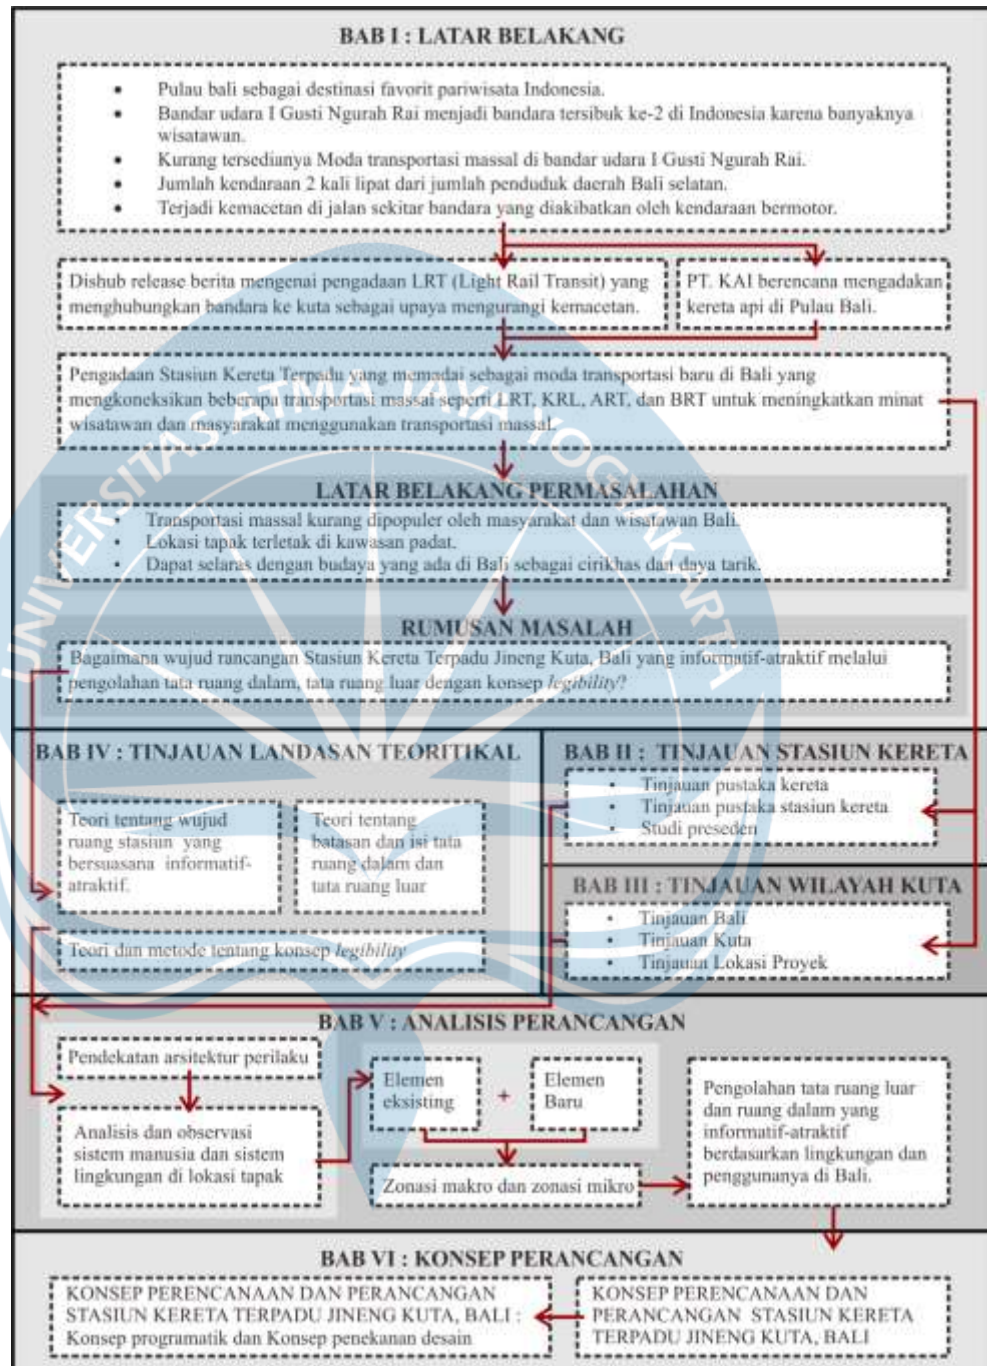 BAB I : LATAR BELAKANG
• Pulau bali sebagai destinasi favorit pariwisata Indonesia.
• Bandar udara I Gusti Ngurah Rai menjadi bandara tersibuk ke-2 di Indonesia karena banyaknya
wisatawan.
• Kurang tersedianya Moda transportasi massal di bandar udara I Gusti Ngurah Rai.
• Jumlah kendaraan 2 kali lipat dari jumlah penduduk daerah Bali selatan.
• Terjadi kemacetan di jalan sekitar bandara yang diakibatkan oleh kendaraan bermotor.
Dishub release berita mengenai pengadaan LRT (Light Rail Transit) yang
menghubungkan bandara ke kuta sebagai upaya mengurangi kemacetan.
PT. KAI berencana mengadakan
kereta api di Pulau Bali.
Pengadaan Stasiun Kereta Terpadu yang memadai sebagai moda transportasi baru di Bali yang
mengkoneksikan beberapa transportasi massai seperti LRT, KRL, ART, dan BRT untuk meningkatkan minat
wisatawan dan masyarakat menggunakan transportasi massal.
LATAR BELAKANG PERMASALAHAN
• Transportasi massal kurang dipopuler oleh masyarakat dan wisatawan Bali.
• Lokasi tapak terletak di kawasan padat.
• Dapat selaras dengan budaya yang ada di Bali sebagai cirikhas dan daya tarik.
RUMUSAN MASALAH
Bagaimana wujud rancangan Stasiun Kereta Terpadu Jineng Kuta, Bali yang informatif-atraktif melalui
pengolahan tata ruang dalam, tata ruang luar dengan konsep legibility?
BAB IV : TINJAUAN LANDASAN TEORITIKAL
Teori tentang wujud
ruang stasiun yang
bersuasana informatif-
atraktif.
Teori tentang
batasan dan isi tata
ruang dalam dan
tata ruang luar
Teori dan metode tentang konsep legibility
BAB II : TINJAUAN STASIUN KERETA
• Tinjauan pustaka kereta
• Tinjauan pustaka stasiun kereta
• Studi preseden
BAB III : TINJAUAN WILAYAH KUTA
• Tinjauan Bali
• Tinjauan Kuta
• Tinjauan Lokasi Proyek
BAB V : ANALISIS PERANCANGAN
Pendekatan arsitektur perilaku
Analisis dan observasi
sistem manusia dan sistem
lingkungan di lokasi tapak
Elemen
eksisting
+
Elemen
Baru
Zonasi makro dan zonasi mikro
Pengolahan tata ruang luar
dan ruang dalam yang
informatif-atraktif
berdasarkan lingkungan dan
penggunanya di Bali.
BAB VI : KONSEP PERANCANGAN
KONSEP PERENCANAAN DAN PERANCANGAN
STASIUN KERETA TERPADU JINENG KUTA, BALI :
Konsep programatik dan Konsep penekanan desain
KONSEP PERENCANAAN DAN
PERANCANGAN STASIUN KERETA
TERPADU JINENG KUTA, BALI
UNIVERSITAS ATMA JAYA YOGYAKARTA